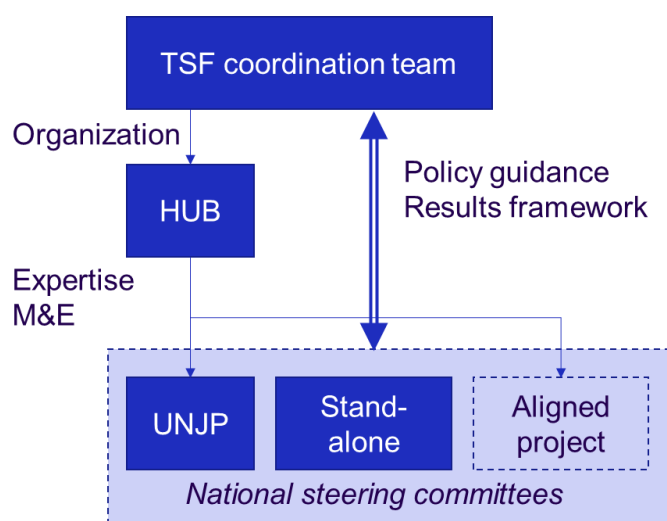 TSF coordination team
Organization
HUB
Policy guidance
Results framework
Expertise
M&E
UNJP
Stand-
alone
Aligned
project
National steering committees